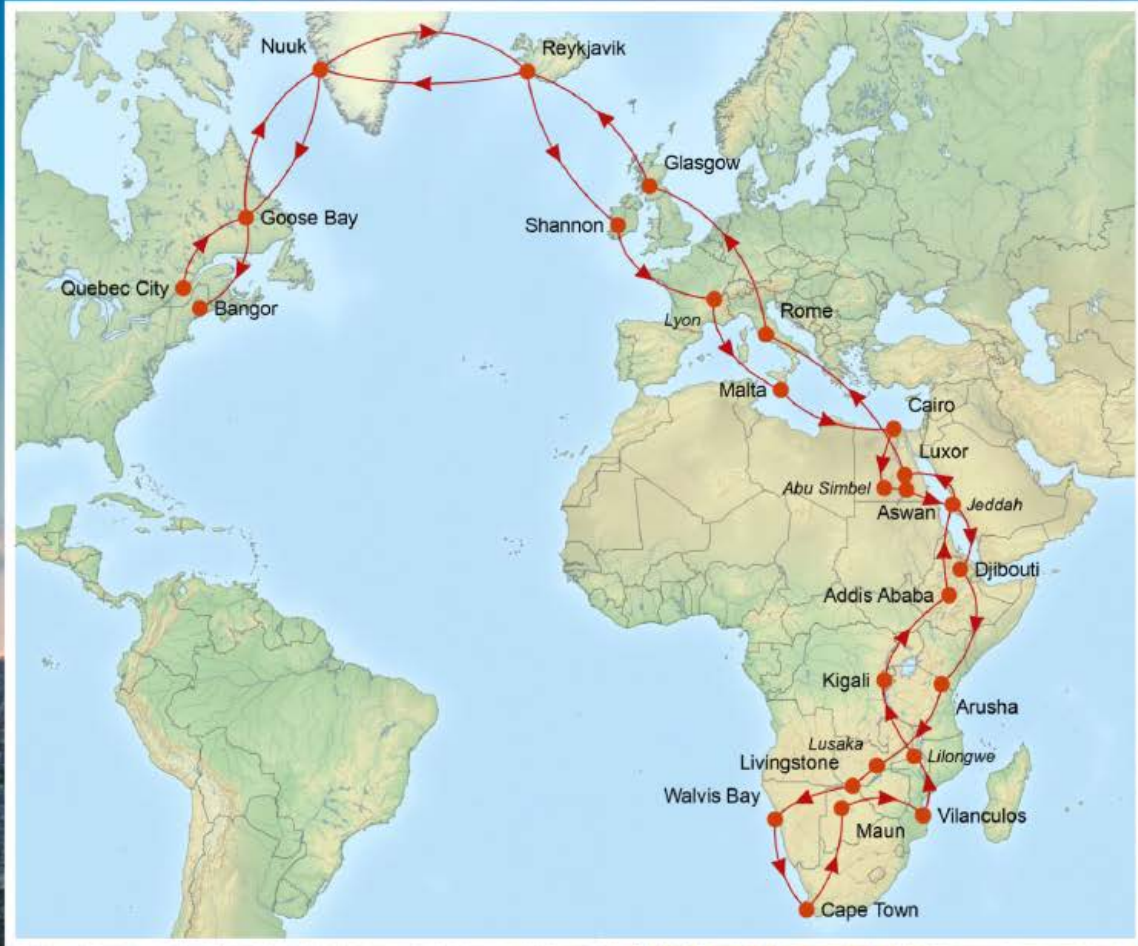 Nuuk
Reykjavik
Glasgow
Goose Bay
Shannon
Quebec City
Bangor
Lyon
Rome
Malta
Cairo
Luxor
Abu Simbel
Aswan
Jeddah
Djibouti
Addis Ababa
Kigali
Arusha
Lusaka
Lilongwe
Livingstone
Walvis Bay
Maun
Vilanculos
Cape Town